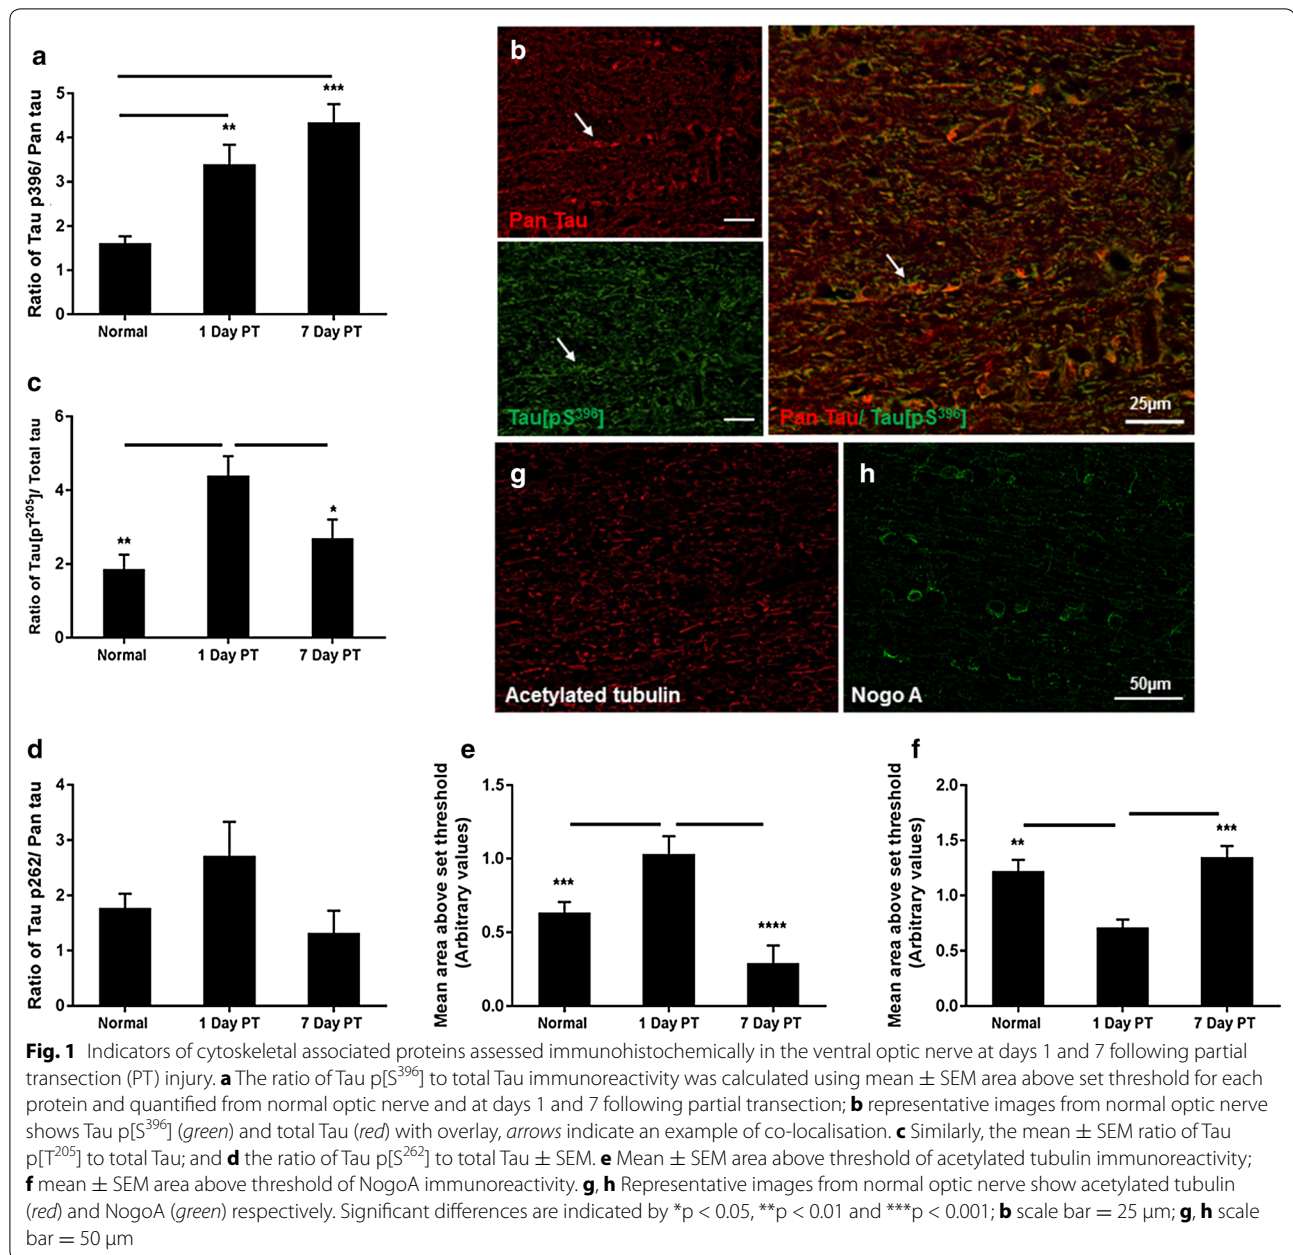 a
Ratio of Tau p396/ Pan tau
5
4
3
2
1
0
**
***
Normal 1 Day PT 7 Day PT
b
Pan Tau
Tau[pS³⁹⁶]
Pan Tau/ Tau[pS³⁹⁶]
25µm
c
Ratio of Tau[pT²⁰⁵]/ Total tau
6
4
2
0
**
*
Normal 1 Day PT 7 Day PT
g
Acetylated tubulin
h
Nogo A
50µm
d
Ratio of Tau p262/ Pan tau
4
3
2
1
0
Normal 1 Day PT 7 Day PT
e
Mean area above set threshold
(Arbitrary values)
1.5
1.0
0.5
0.0
***
****
Normal 1 Day PT 7 Day PT
f
Mean area above set threshold
(Arbitrary values)
2.0
1.5
1.0
0.5
0.0
**
***
Normal 1 Day PT 7 Day PT
Fig. 1 Indicators of cytoskeletal associated proteins assessed immunohistochemically in the ventral optic nerve at days 1 and 7 following partial
transection (PT) injury. a The ratio of Tau p[S³⁹⁶] to total Tau immunoreactivity was calculated using mean ± SEM area above set threshold for each
protein and quantified from normal optic nerve and at days 1 and 7 following partial transection; b representative images from normal optic nerve
shows Tau p[S³⁹⁶] (green) and total Tau (red) with overlay, arrows indicate an example of co-localisation. c Similarly, the mean ± SEM ratio of Tau
p[T²⁰⁵] to total Tau; and d the ratio of Tau p[S²⁶²] to total Tau ± SEM. e Mean ± SEM area above threshold of acetylated tubulin immunoreactivity;
f mean ± SEM area above threshold of NogoA immunoreactivity. g, h Representative images from normal optic nerve show acetylated tubulin
(red) and NogoA (green) respectively. Significant differences are indicated by *p < 0.05, **p < 0.01 and ***p < 0.001; b scale bar = 25 µm; g, h scale
bar = 50 µm